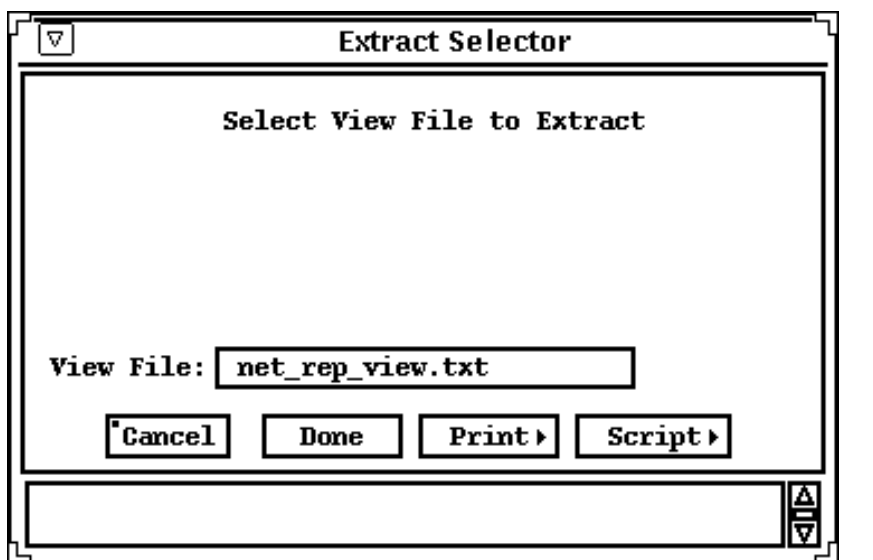 Extract Selector
Select View File to Extract
View File: net_rep_view.txt
Cancel Done Print Script